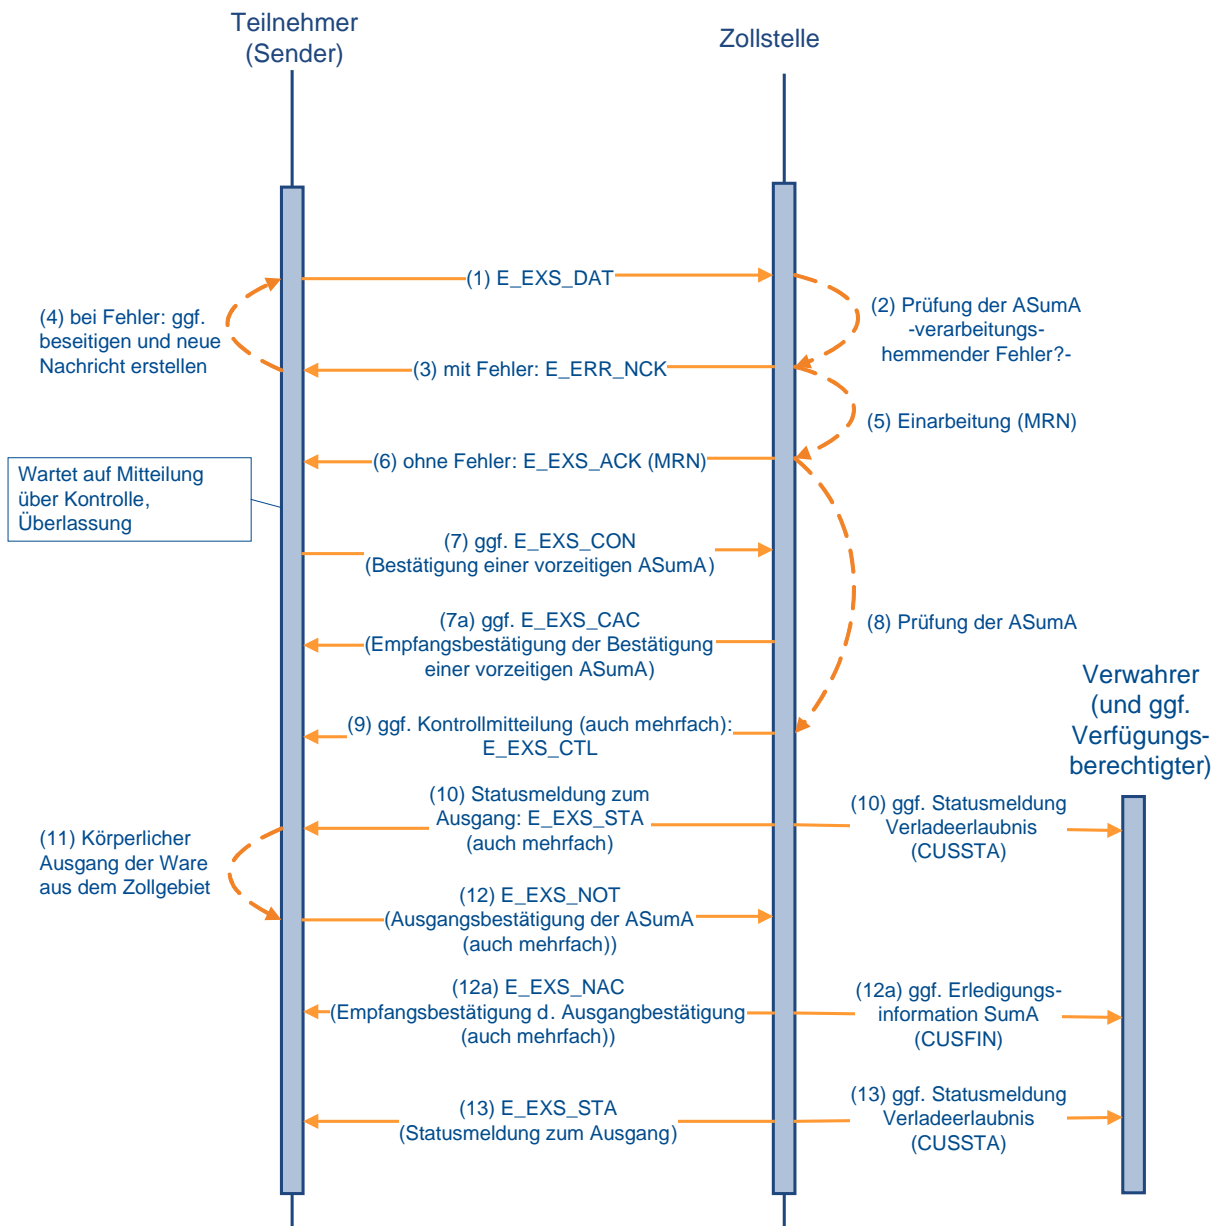 Teilnehmer
(Sender)
Zollstelle
(1) E_EXS_DAT
(2) Prüfung der ASumA
-verarbeitungs-
hemmender Fehler?-
(4) bei Fehler: ggf.
beseitigen und neue
Nachricht erstellen
(3) mit Fehler: E_ERR_NCK
(5) Einarbeitung (MRN)
(6) ohne Fehler: E_EXS_ACK (MRN)
Wartet auf Mitteilung
über Kontrolle,
Überlassung
(7) ggf. E_EXS_CON
(Bestätigung einer vorzeitigen ASumA)
(7a) ggf. E_EXS_CAC
(Empfangsbestätigung der Bestätigung
einer vorzeitigen ASumA)
(8) Prüfung der ASumA
Verwahrer
(und ggf.
Verfügungs-
berechtigter)
(9) ggf. Kontrollmitteilung (auch mehrfach):
E_EXS_CTL
(10) Statusmeldung zum
Ausgang: E_EXS_STA
(auch mehrfach)
(10) ggf. Statusmeldung
Verladeerlaubnis
(CUSSTA)
(11) Körperlicher
Ausgang der Ware
aus dem Zollgebiet
(12) E_EXS_NOT
(Ausgangsbestätigung der ASumA
(auch mehrfach))
(12a) E_EXS_NAC
(Empfangsbestätigung d. Ausgangbestätigung
(auch mehrfach))
(12a) ggf. Erledigungs-
information SumA
(CUSFIN)
(13) E_EXS_STA
(Statusmeldung zum Ausgang)
(13) ggf. Statusmeldung
Verladeerlaubnis
(CUSSTA)